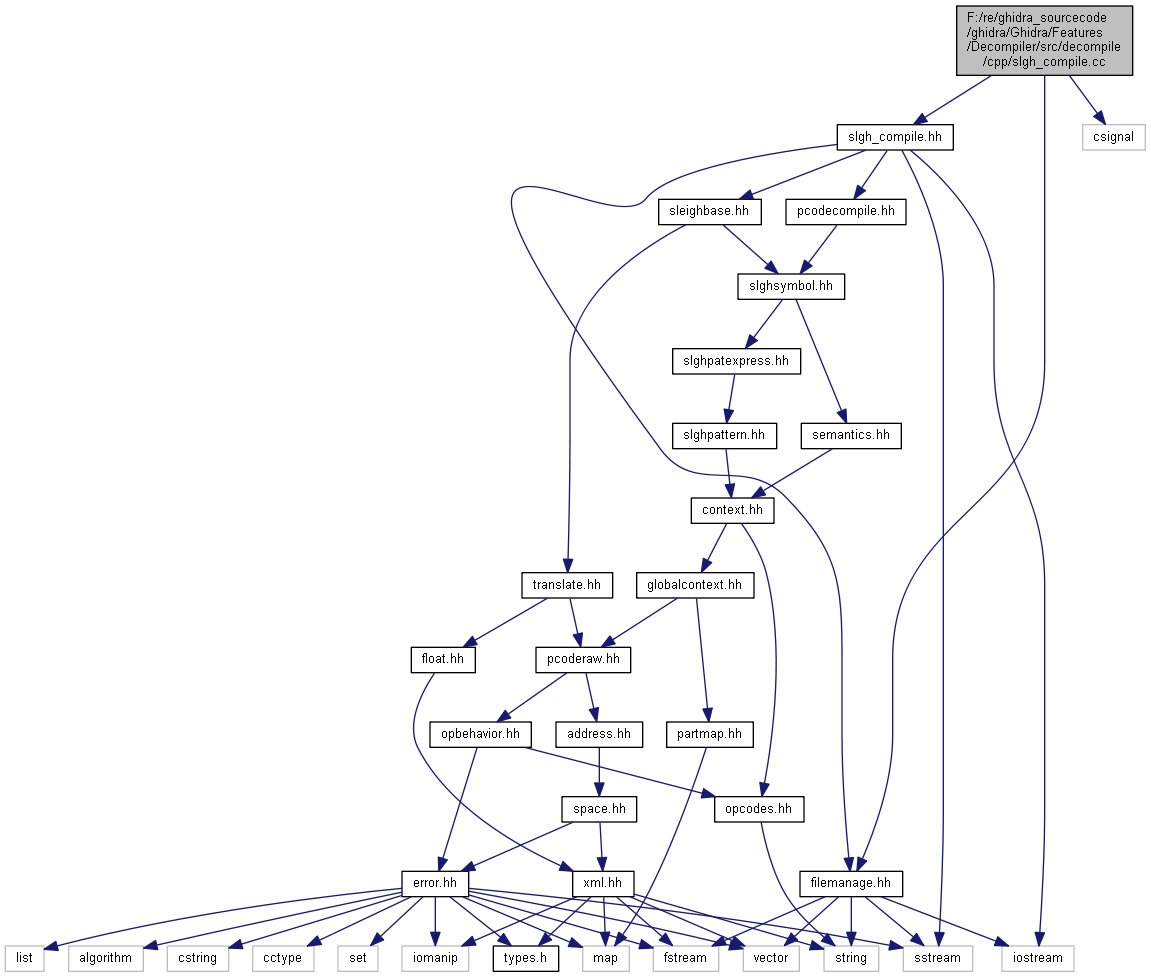 F:/re/ghidra_sourcecode
/ghidra/Ghidra/Features
/Decompiler/src/decompile
/cpp/slgh_compile.cc
slgh_compile.hh
csignal
sleighbase.hh
pcodecompile.hh
slghsymbol.hh
slghpatexpress.hh
slghpattern.hh
semantics.hh
context.hh
translate.hh
globalcontext.hh
float.hh
pcoderaw.hh
opbehavior.hh
address.hh
partmap.hh
space.hh
opcodes.hh
error.hh
xml.hh
filemanage.hh
list
algorithm
cstring
cctype
set
iomanip
types.h
map
fstream
vector
string
sstream
iostream